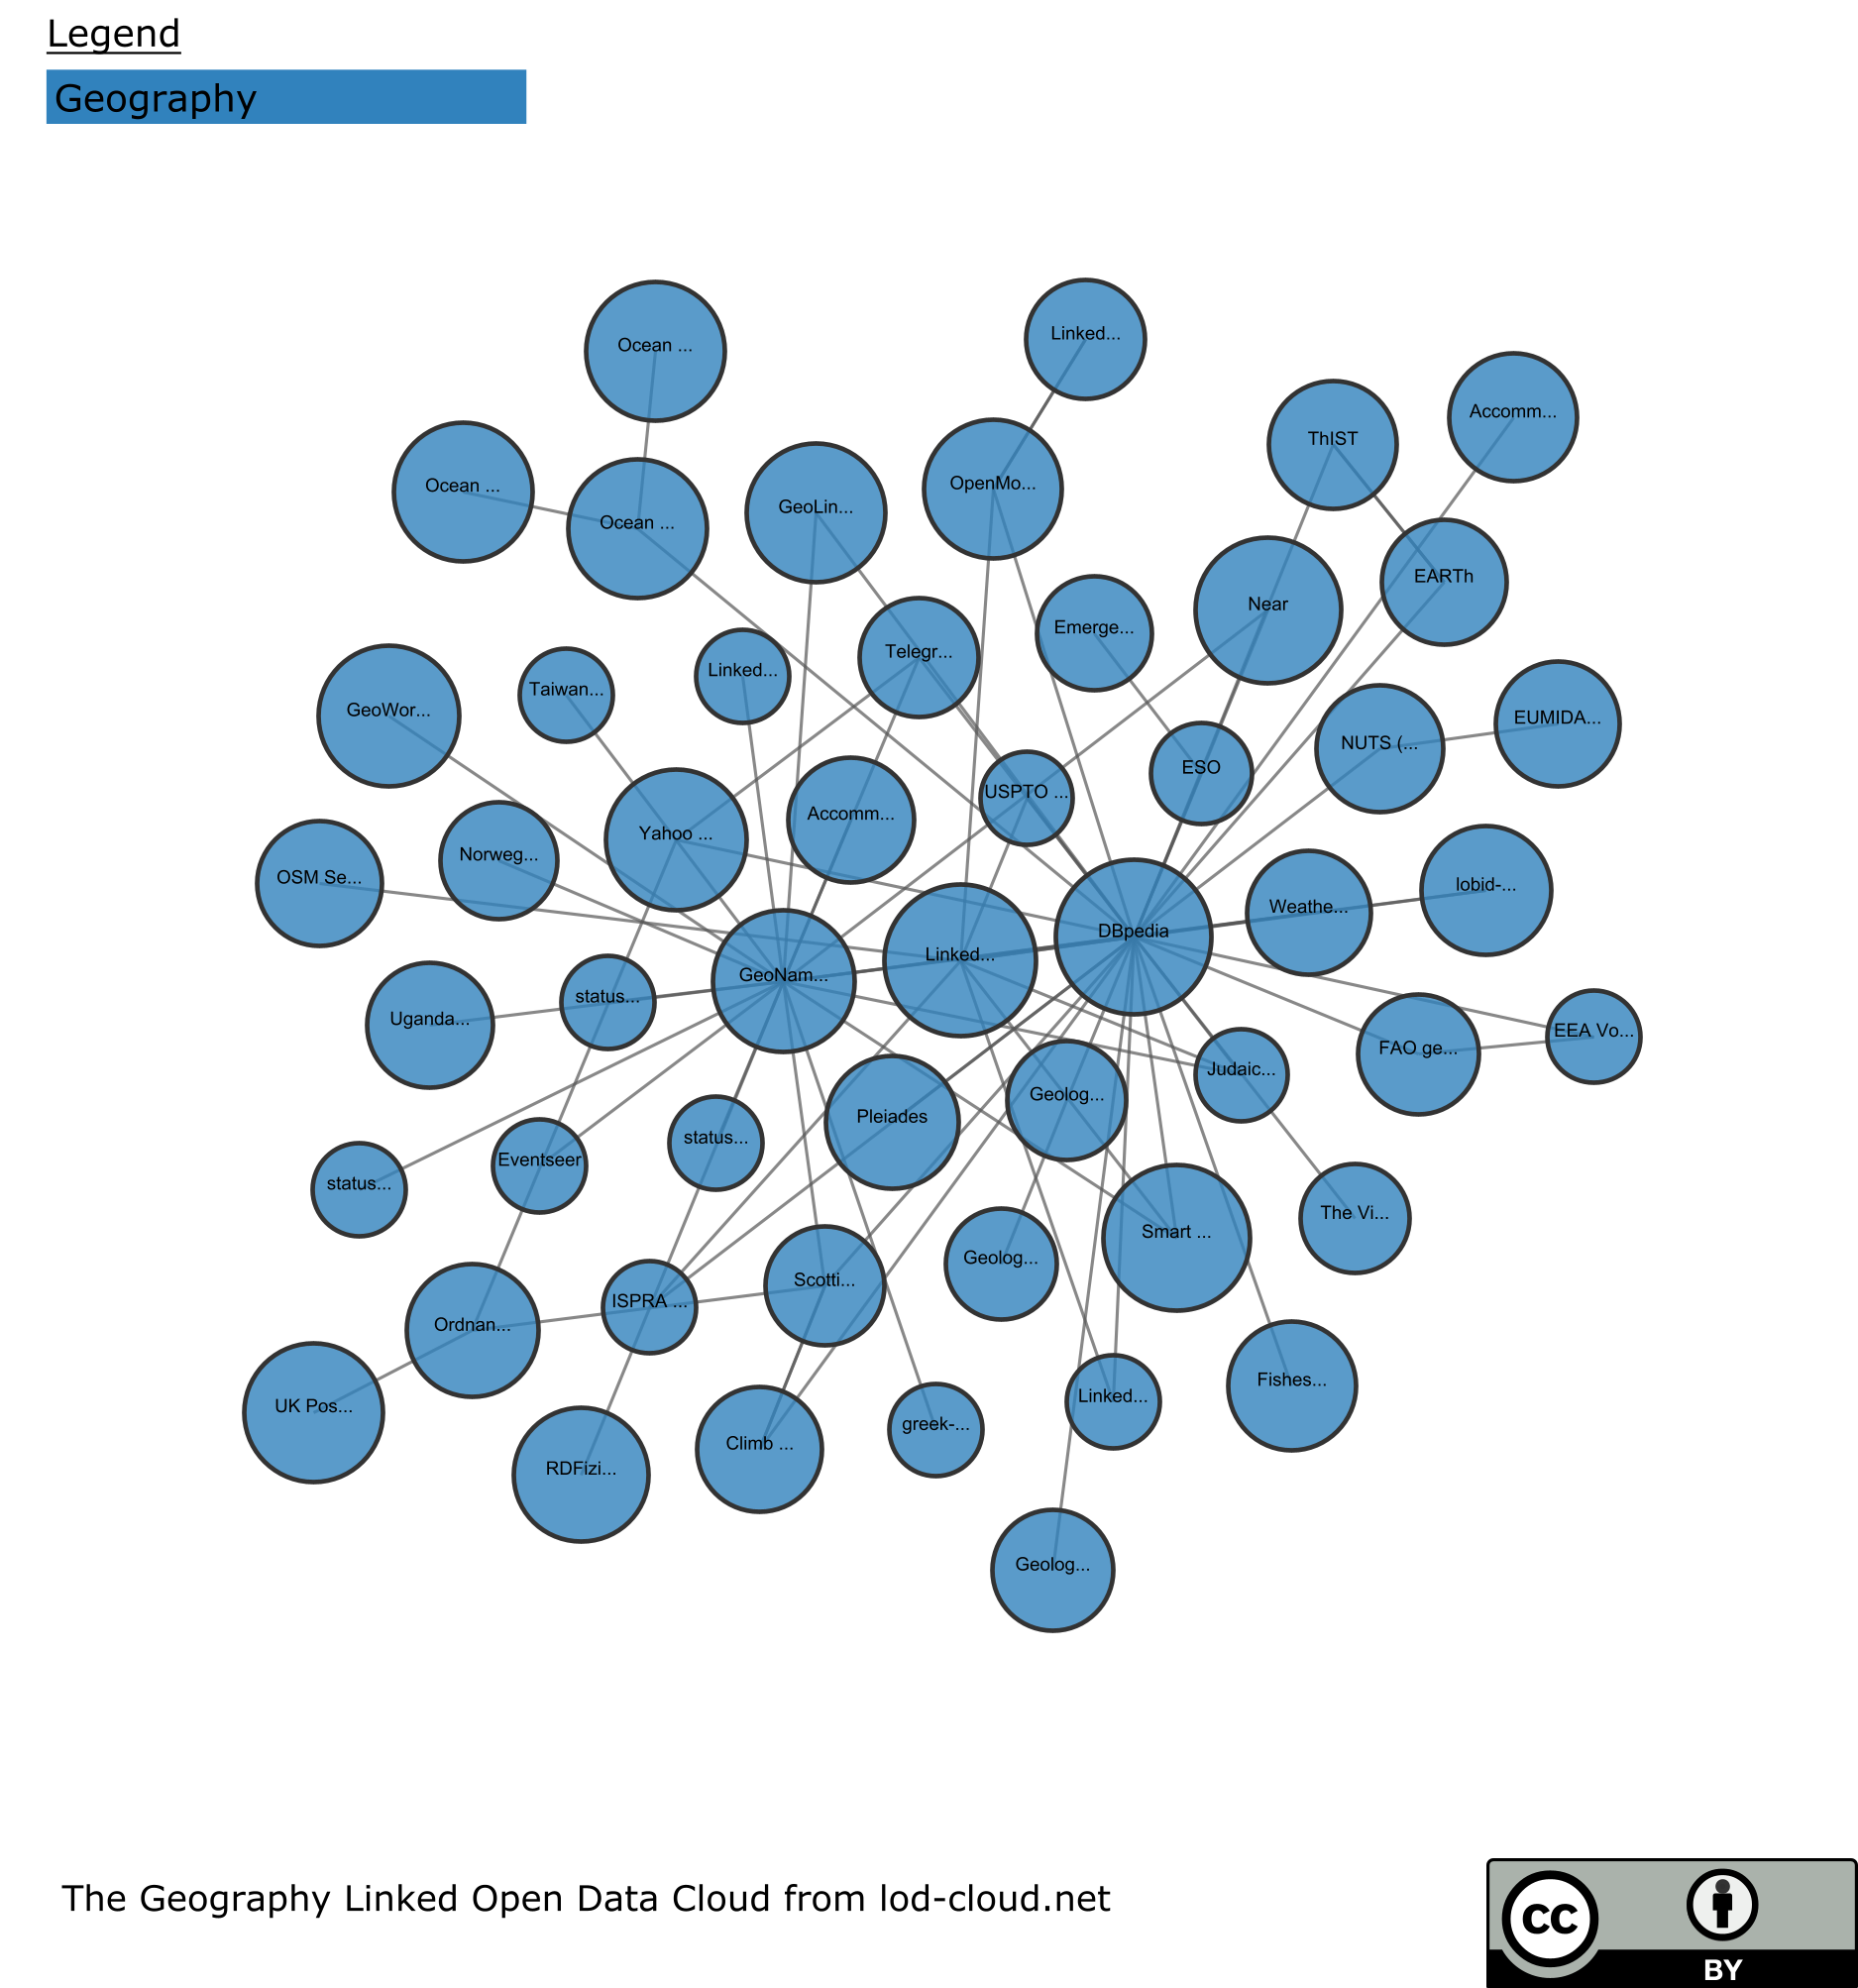 Legend
Geography
Linked...
Ocean ...
Accomm...
ThIST
OpenMo...
Ocean ...
GeoLin...
Ocean ...
EARTh
Near
Emerge...
Telegr...
Linked...
Taiwan...
GeoWor...
EUMIDA...
NUTS (...
ESO
USPTO ...
Accomm...
Yahoo ...
Norweg...
OSM Se...
lobid-...
Weathe...
DBpedia
Linked...
GeoNam...
status...
Uganda...
EEA Vo...
FAO ge...
Judaic...
Geolog...
Pleiades
status...
Eventseer
status...
The Vi...
Smart ...
Geolog...
Scotti...
ISPRA ...
Ordnan...
Fishes...
Linked...
UK Pos...
greek-...
Climb ...
RDFizi...
Geolog...
The Geography Linked Open Data Cloud from lod-cloud.net
cc
BY